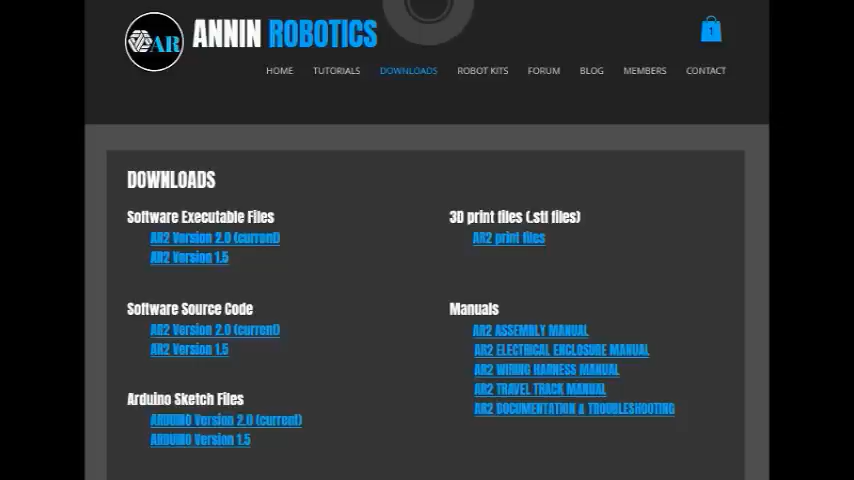 AR
ANNIN ROBOTICS
1
HOME TUTORIALS DOWNLOADS ROBOT KITS FORUM BLOG MEMBERS CONTACT
DOWNLOADS
Software Executable Files
AR2 Version 2.0 (current)
AR2 Version 1.5
Software Source Code
AR2 Version 2.0 (current)
AR2 Version 1.5
Arduino Sketch Files
ARDUINO Version 2.0 (current)
ARDUINO Version 1.5
3D print files (.stl files)
AR2 print files
Manuals
AR2 ASSEMBLY MANUAL
AR2 ELECTRICAL ENCLOSURE MANUAL
AR2 WIRING HARNESS MANUAL
AR2 TRAVEL TRACK MANUAL
AR2 DOCUMENTATION & TROUBLESHOOTING